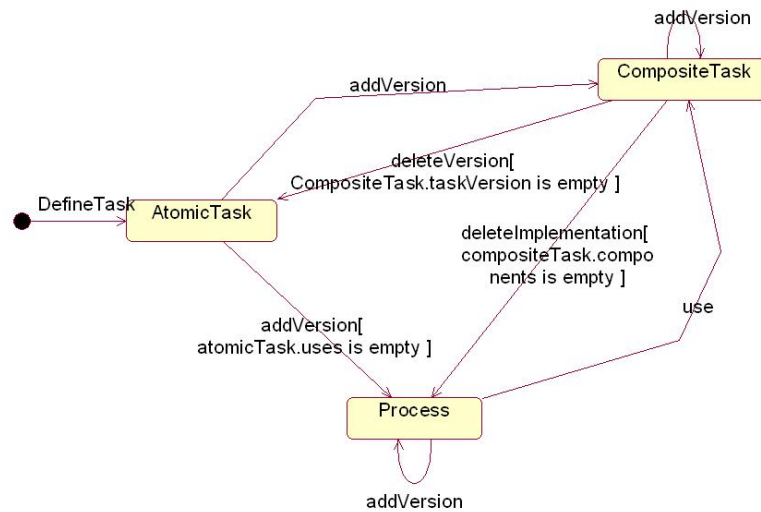 addVersion
CompositeTask
addVersion
deleteVersion[
CompositeTask.taskVersion is empty ]
DefineTask
AtomicTask
deleteImplementation[
compositeTask.compo
nents is empty ]
use
addVersion[
atomicTask.uses is empty ]
Process
addVersion